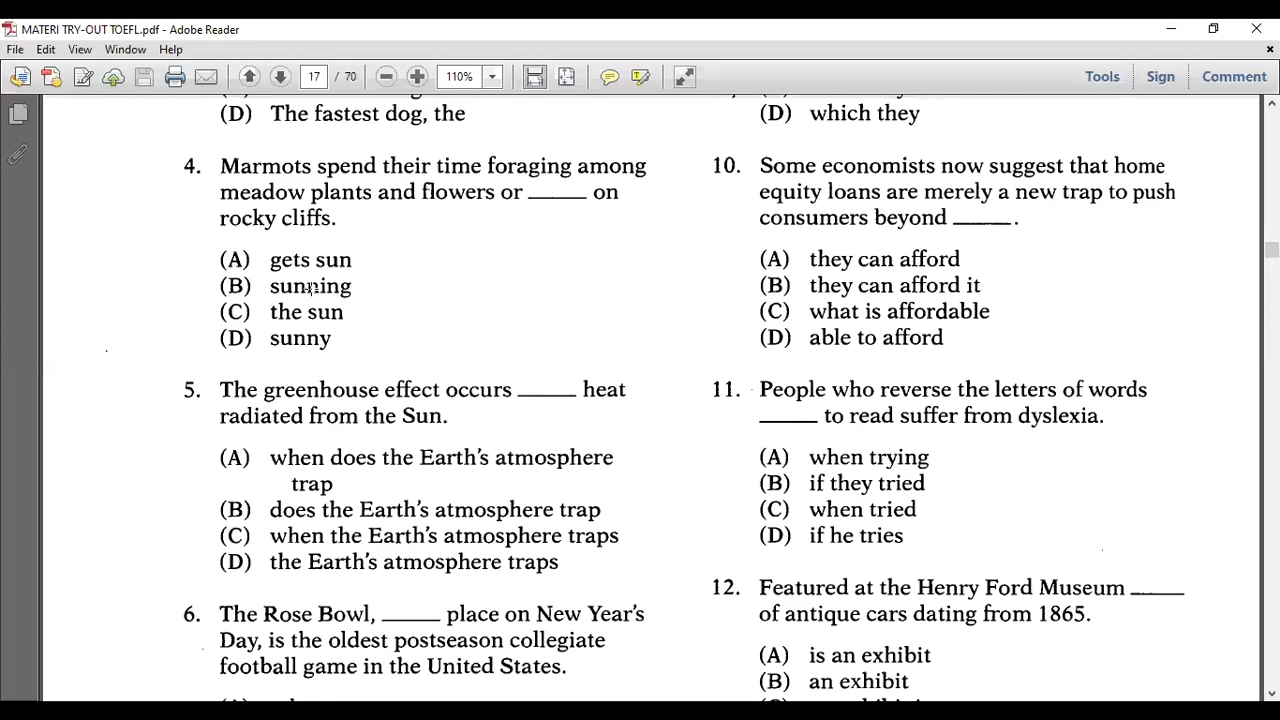 MATERI TRY-OUT TOEFL.pdf - Adobe Reader
File Edit View Window Help
17 / 70 110% Tools Sign Comment
(D) The fastest dog, the
4. Marmots spend their time foraging among
meadow plants and flowers or _____ on
rocky cliffs.
(A) gets sun
(B) sunning
(C) the sun
(D) sunny
5. The greenhouse effect occurs _____ heat
radiated from the Sun.
(A) when does the Earth's atmosphere
trap
(B) does the Earth's atmosphere trap
(C) when the Earth's atmosphere traps
(D) the Earth's atmosphere traps
6. The Rose Bowl, _____ place on New Year's
Day, is the oldest postseason collegiate
football game in the United States.
(D) which they
10. Some economists now suggest that home
equity loans are merely a new trap to push
consumers beyond _____.
(A) they can afford
(B) they can afford it
(C) what is affordable
(D) able to afford
11. People who reverse the letters of words
_____ to read suffer from dyslexia.
(A) when trying
(B) if they tried
(C) when tried
(D) if he tries
12. Featured at the Henry Ford Museum _____
of antique cars dating from 1865.
(A) is an exhibit
(B) an exhibit